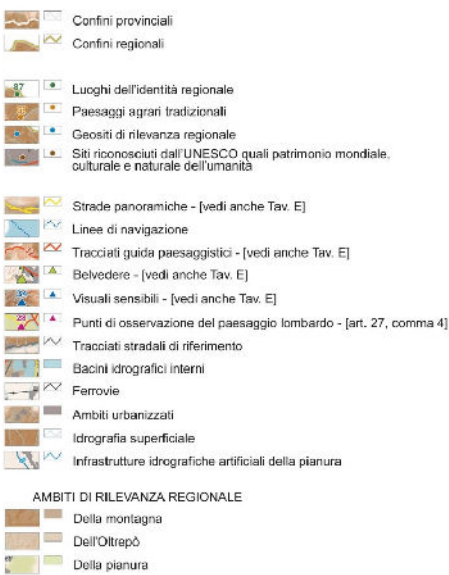 Confini provinciali
Confini regionali
87
Luoghi dell'identità regionale
Paesaggi agrari tradizionali
Geositi di rilevanza regionale
Siti riconosciuti dall'UNESCO quali patrimonio mondiale,
culturale e naturale dell'umanità
Strade panoramiche - [vedi anche Tav. E]
Linee di navigazione
Tracciati guida paesaggistici - [vedi anche Tav. E]
Belvedere - [vedi anche Tav. E]
Visuali sensibili - [vedi anche Tav. E]
28
Punti di osservazione del paesaggio lombardo - [art. 27, comma 4]
Tracciati stradali di riferimento
Bacini idrografici interni
Ferrovie
Ambiti urbanizzati
Idrografia superficiale
Infrastrutture idrografiche artificiali della pianura
AMBITI DI RILEVANZA REGIONALE
Della montagna
Dell'Oltrepò
Della pianura